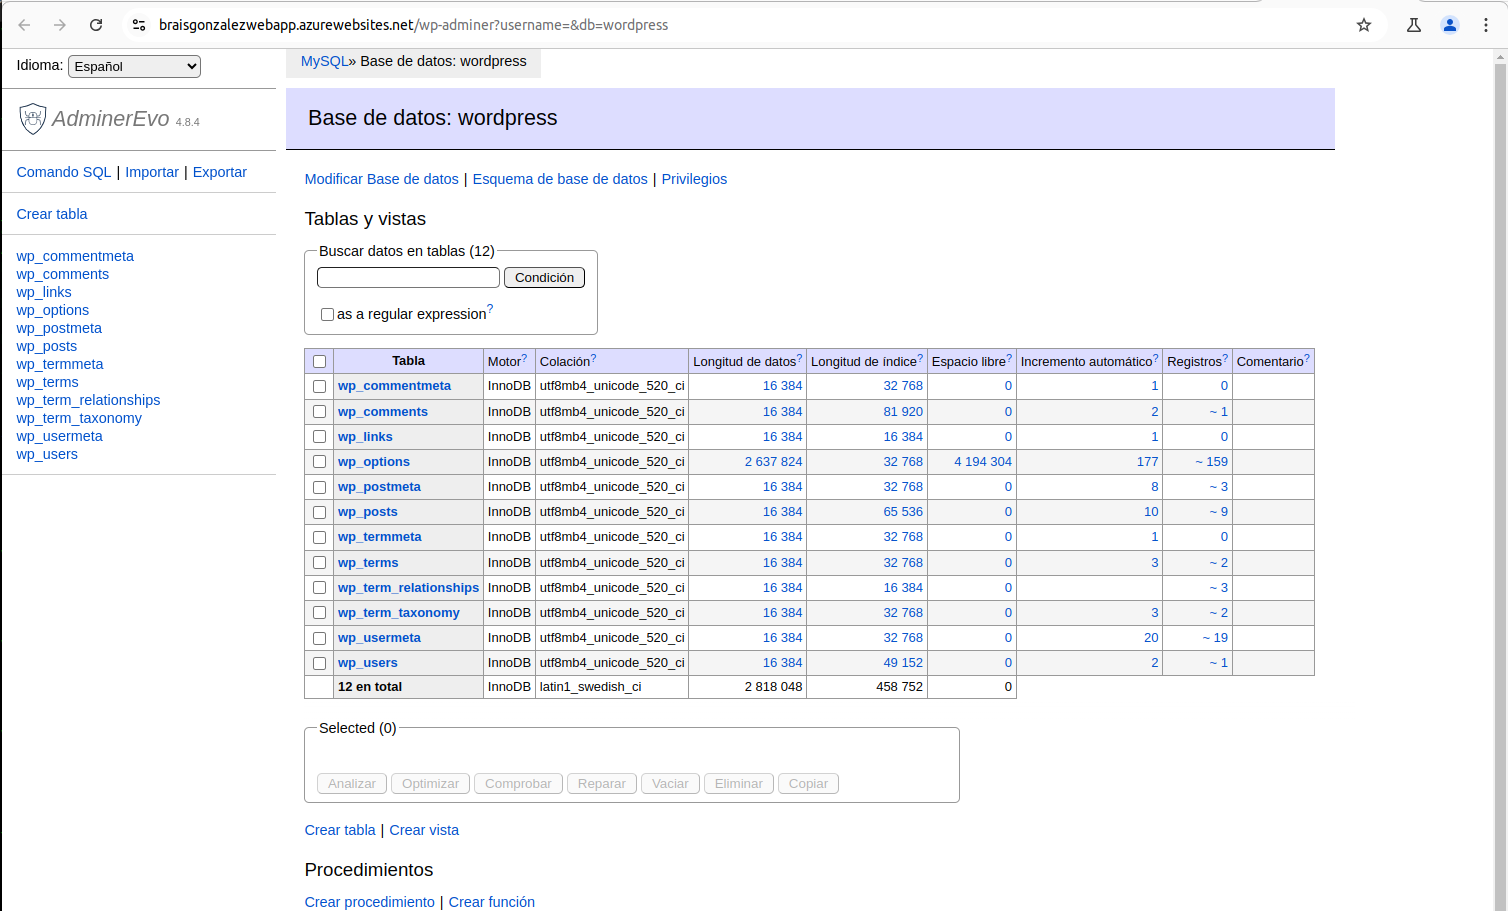 braisgonzalezwebapp.azurewebsites.net/wp-adminer?username=&db=wordpress
Idioma: Español
MySQL» Base de datos: wordpress
AdminerEvo 4.8.4
Base de datos: wordpress
Comando SQL | Importar | Exportar
Crear tabla
wp_commentmeta
wp_comments
wp_links
wp_options
wp_postmeta
wp_posts
wp_termmeta
wp_terms
wp_term_relationships
wp_term_taxonomy
wp_usermeta
wp_users
Modificar Base de datos | Esquema de base de datos | Privilegios
Tablas y vistas
Buscar datos en tablas (12)
Condición
as a regular expression?
Tabla Motor? Colación? Longitud de datos? Longitud de índice? Espacio libre? Incremento automático? Registros? Comentario?
wp_commentmeta InnoDB utf8mb4_unicode_520_ci 16 384 32 768 0 1 0
wp_comments InnoDB utf8mb4_unicode_520_ci 16 384 81 920 0 2 ~ 1
wp_links InnoDB utf8mb4_unicode_520_ci 16 384 16 384 0 1 0
wp_options InnoDB utf8mb4_unicode_520_ci 2 637 824 32 768 4 194 304 177 ~ 159
wp_postmeta InnoDB utf8mb4_unicode_520_ci 16 384 32 768 0 8 ~ 3
wp_posts InnoDB utf8mb4_unicode_520_ci 16 384 65 536 0 10 ~ 9
wp_termmeta InnoDB utf8mb4_unicode_520_ci 16 384 32 768 0 1 0
wp_terms InnoDB utf8mb4_unicode_520_ci 16 384 32 768 0 3 ~ 2
wp_term_relationships InnoDB utf8mb4_unicode_520_ci 16 384 16 384 0 ~ 3
wp_term_taxonomy InnoDB utf8mb4_unicode_520_ci 16 384 32 768 0 3 ~ 2
wp_usermeta InnoDB utf8mb4_unicode_520_ci 16 384 32 768 0 20 ~ 19
wp_users InnoDB utf8mb4_unicode_520_ci 16 384 49 152 0 2 ~ 1
12 en total InnoDB latin1_swedish_ci 2 818 048 458 752 0
Selected (0)
Analizar Optimizar Comprobar Reparar Vaciar Eliminar Copiar
Crear tabla | Crear vista
Procedimientos
Crear procedimiento | Crear función